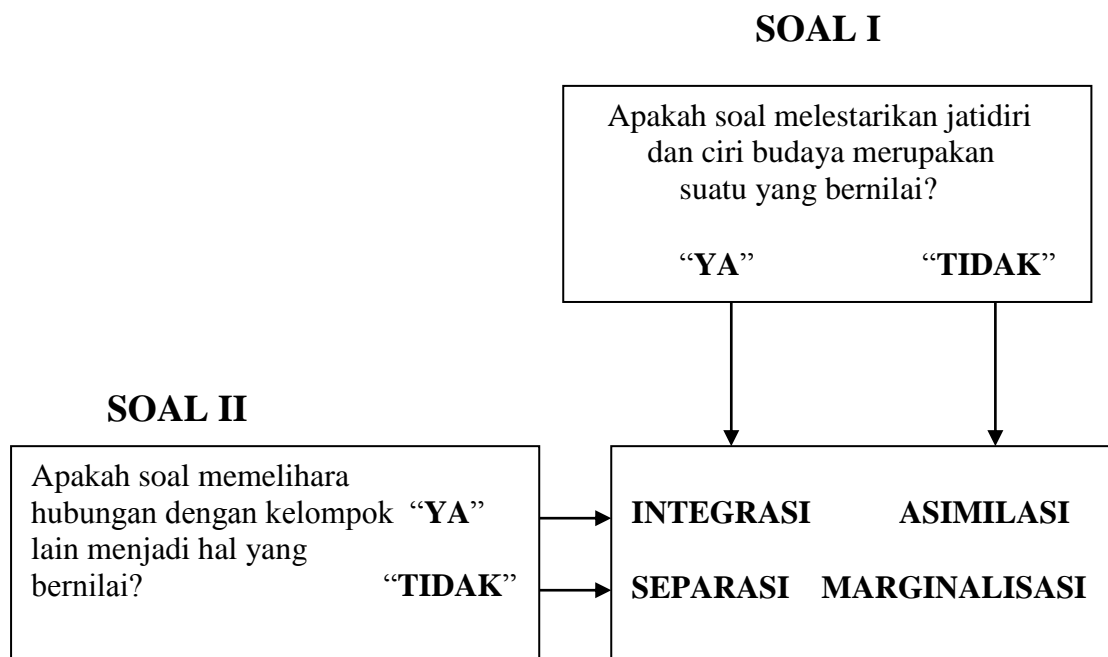 SOAL I
Apakah soal melestarikan jatidiri
dan ciri budaya merupakan
suatu yang bernilai?
“YA” “TIDAK”
SOAL II
Apakah soal memelihara
hubungan dengan kelompok “YA”
lain menjadi hal yang
bernilai? “TIDAK”
INTEGRASI ASIMILASI
SEPARASI MARGINALISASI